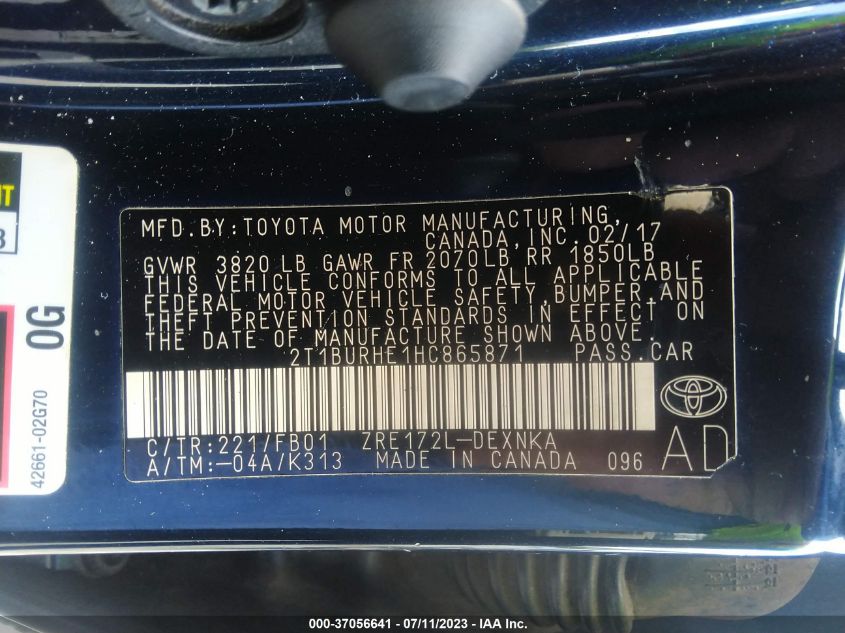 MFD. BY: TOYOTA MOTOR MANUFACTURING,
CANADA, INC. 02/17
GVWR 3820 LB GAWR FR 2070LB RR 1850LB
THIS VEHICLE CONFORMS TO ALL APPLICABLE
FEDERAL MOTOR VEHICLE SAFETY, BUMPER, AND
THEFT PREVENTION STANDARDS IN EFFECT ON
THE DATE OF MANUFACTURE SHOWN ABOVE.
2T1BURHE1HC865871 PASS. CAR
C/TR: 221/FB01 ZRE172L-DEXNKA
A/TM: -04A/K313 MADE IN CANADA 096
AD
0G
42661-02G70
000-37056641 / 07/11/2023 - © IAA Inc.